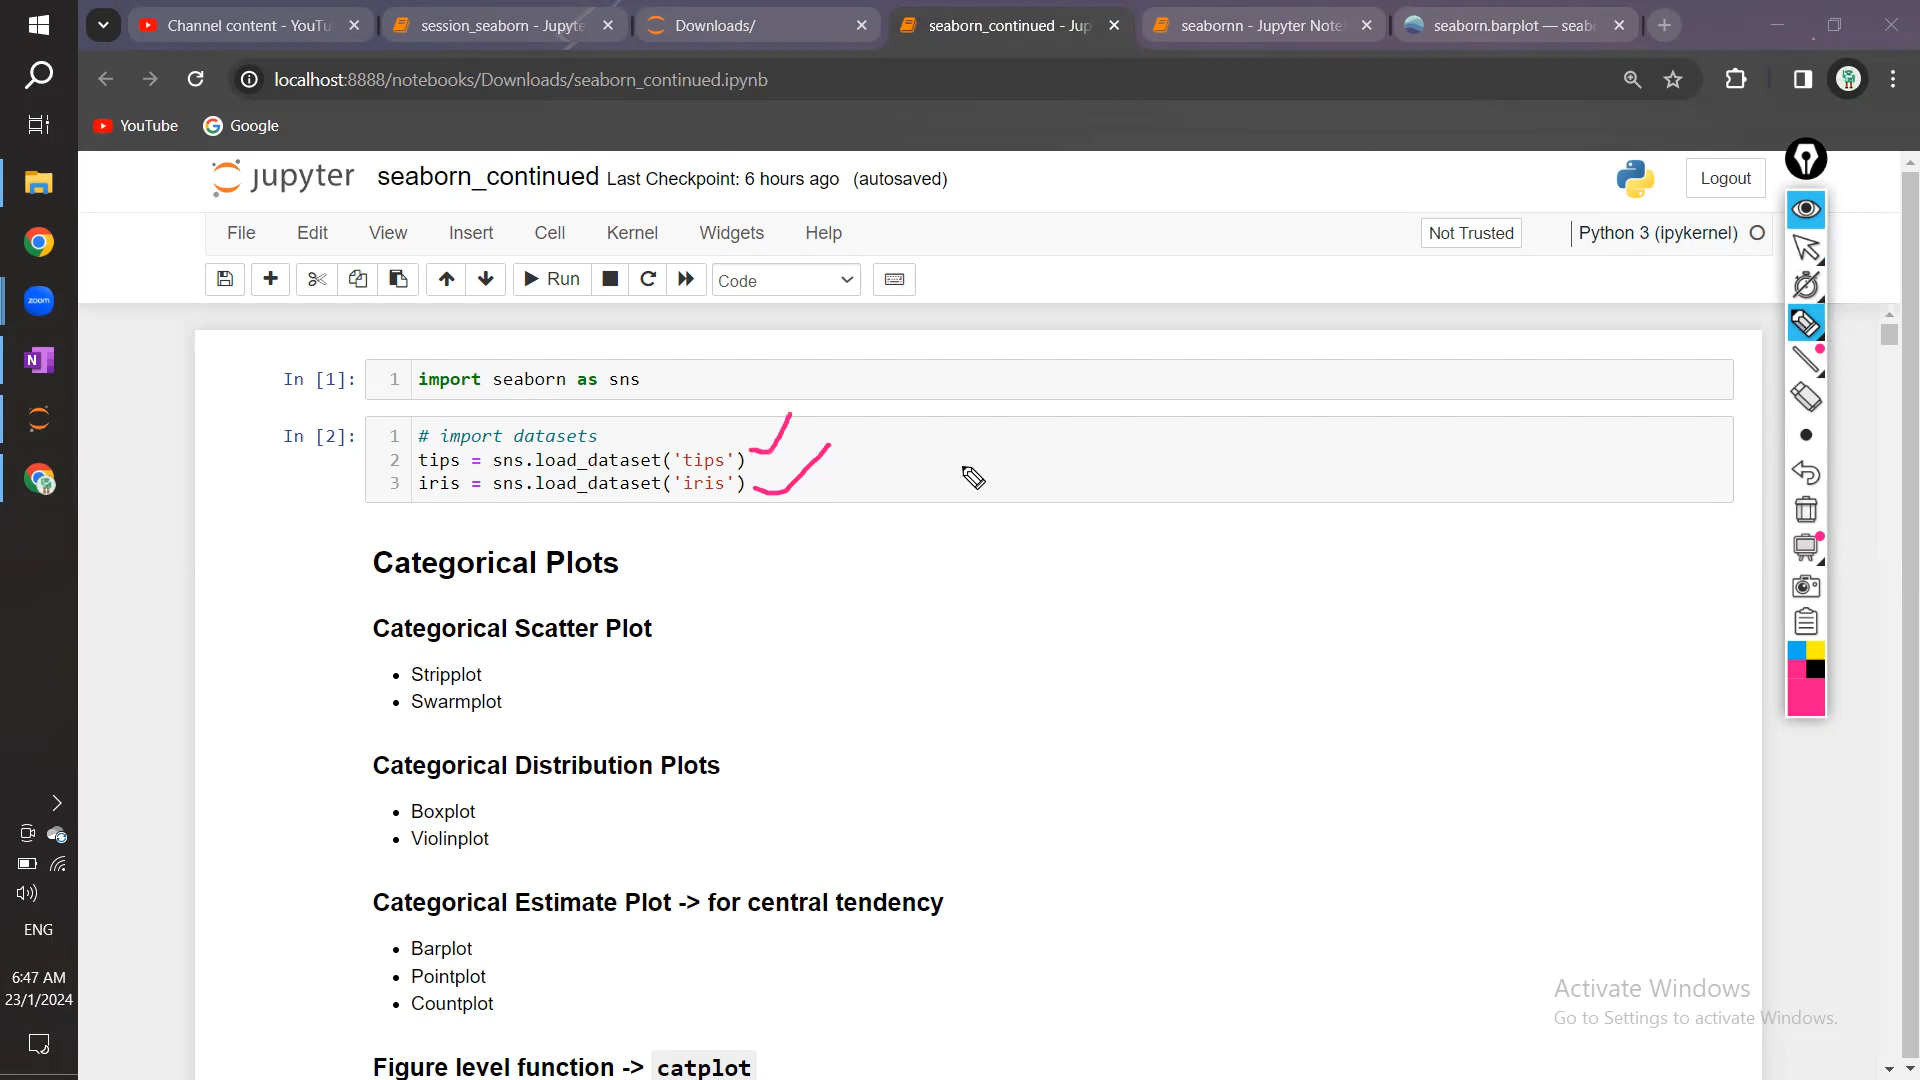 Channel content - YouTu
session_seaborn - Jupyte
Downloads/
seaborn_continued - Jup
seabornn - Jupyter Note
seaborn.barplot — seab
localhost:8888/notebooks/Downloads/seaborn_continued.ipynb
YouTube
Google
jupyter seaborn_continued Last Checkpoint: 6 hours ago (autosaved)
Logout
File Edit View Insert Cell Kernel Widgets Help
Not Trusted
Python 3 (ipykernel)
Run
Code
In [1]: 1 import seaborn as sns
In [2]: 1 # import datasets
2 tips = sns.load_dataset('tips')
3 iris = sns.load_dataset('iris')
Categorical Plots
Categorical Scatter Plot
• Stripplot
• Swarmplot
Categorical Distribution Plots
• Boxplot
• Violinplot
Categorical Estimate Plot -> for central tendency
• Barplot
• Pointplot
• Countplot
Figure level function -> catplot
zoom
N
ENG
6:47 AM
23/1/2024
Activate Windows
Go to Settings to activate Windows.